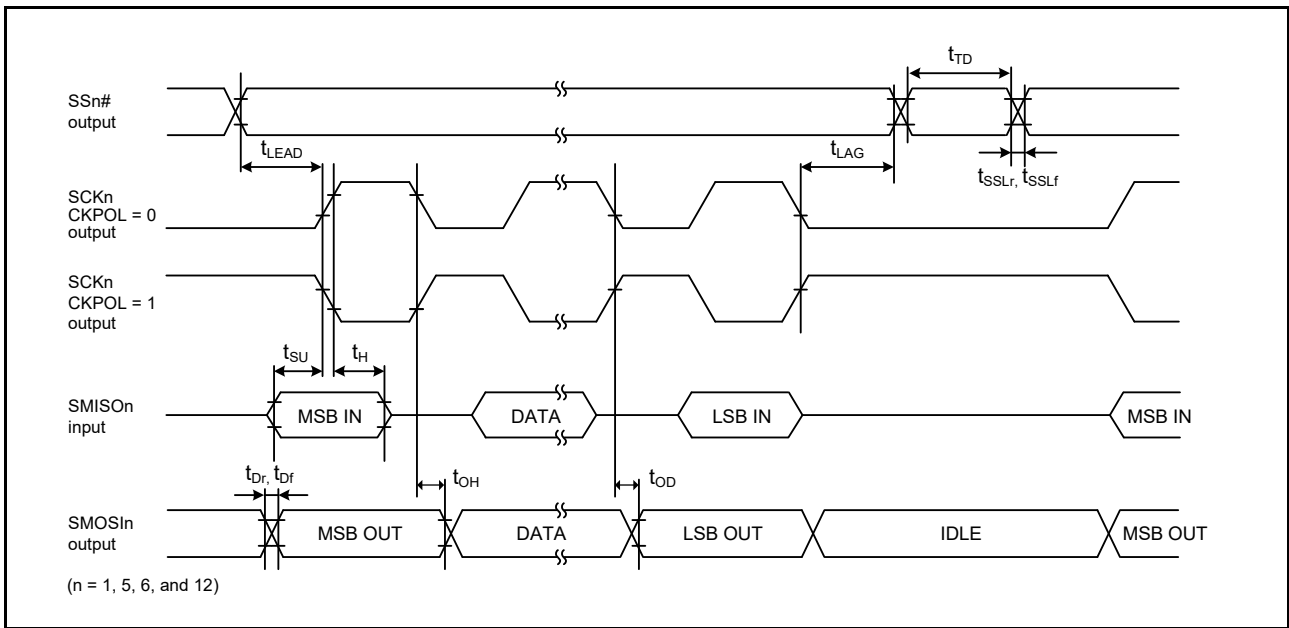 t_TD
SSn#
output
t_LEAD
t_LAG
t_SSLr, t_SSLf
SCKn
CKPOL = 0
output
SCKn
CKPOL = 1
output
t_SU
t_H
SMISOn
input
MSB IN
DATA
LSB IN
MSB IN
t_Dr, t_Df
t_OH
t_OD
SMOSIn
output
MSB OUT
DATA
LSB OUT
IDLE
MSB OUT
(n = 1, 5, 6, and 12)